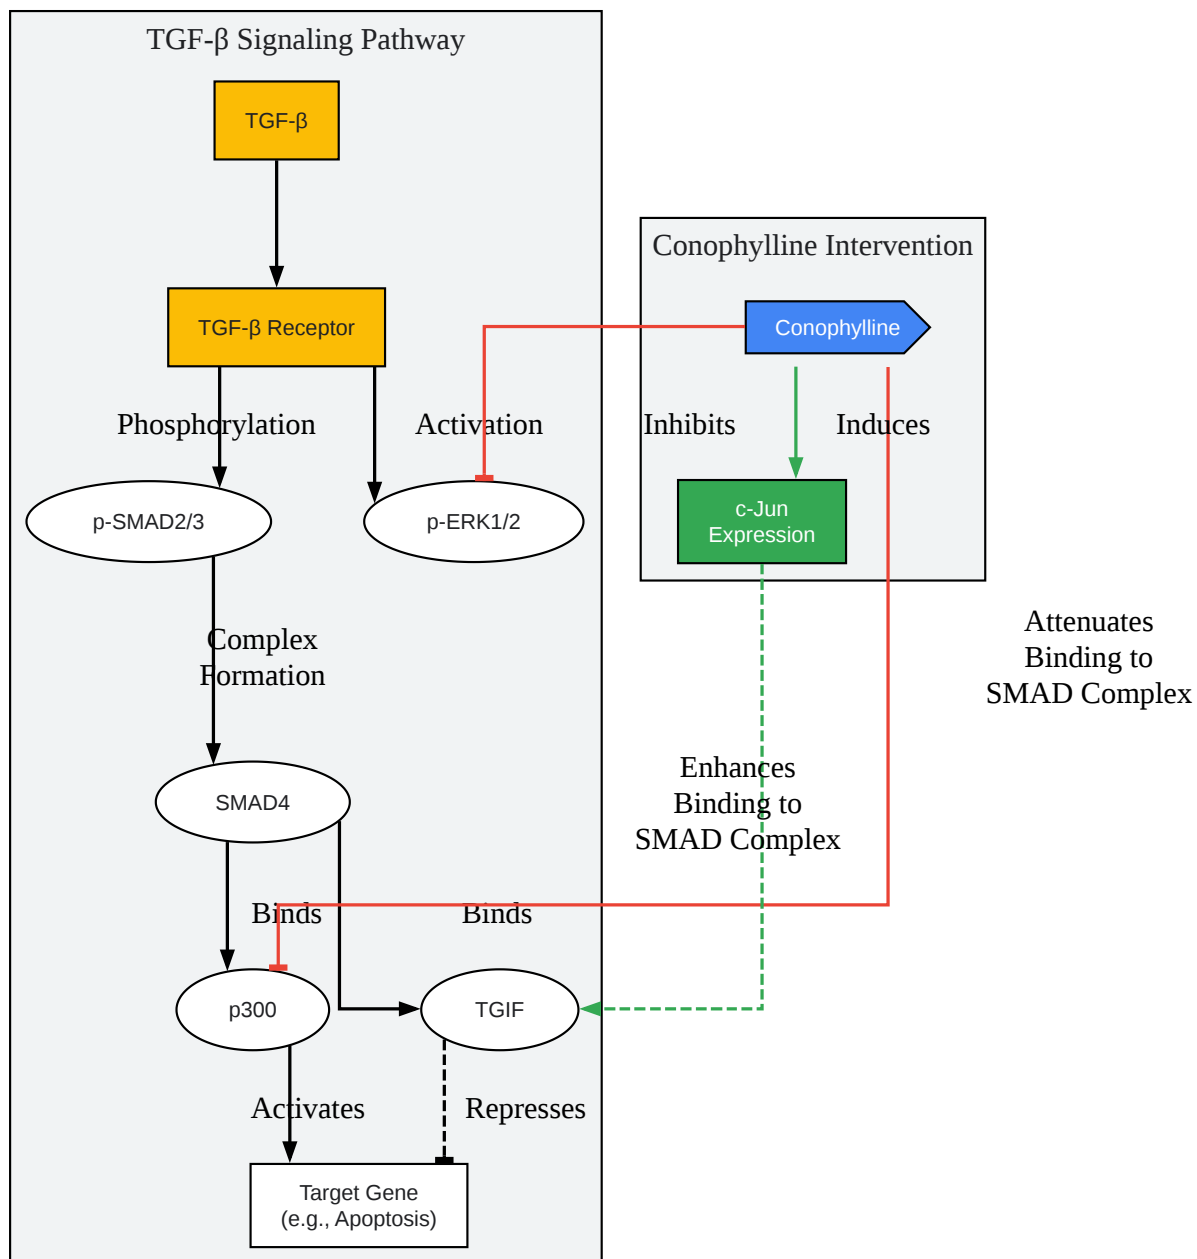 TGF-β Signaling Pathway
TGF-β
Conophylline Intervention
TGF-β Receptor
Conophylline
Phosphorylation
Activation
Inhibits
Induces
p-SMAD2/3
p-ERK1/2
c-Jun
Expression
Complex
Formation
Attenuates
Binding to
SMAD Complex
SMAD4
Enhances
Binding to
SMAD Complex
Binds
Binds
p300
TGIF
Activates
Represses
Target Gene
(e.g., Apoptosis)